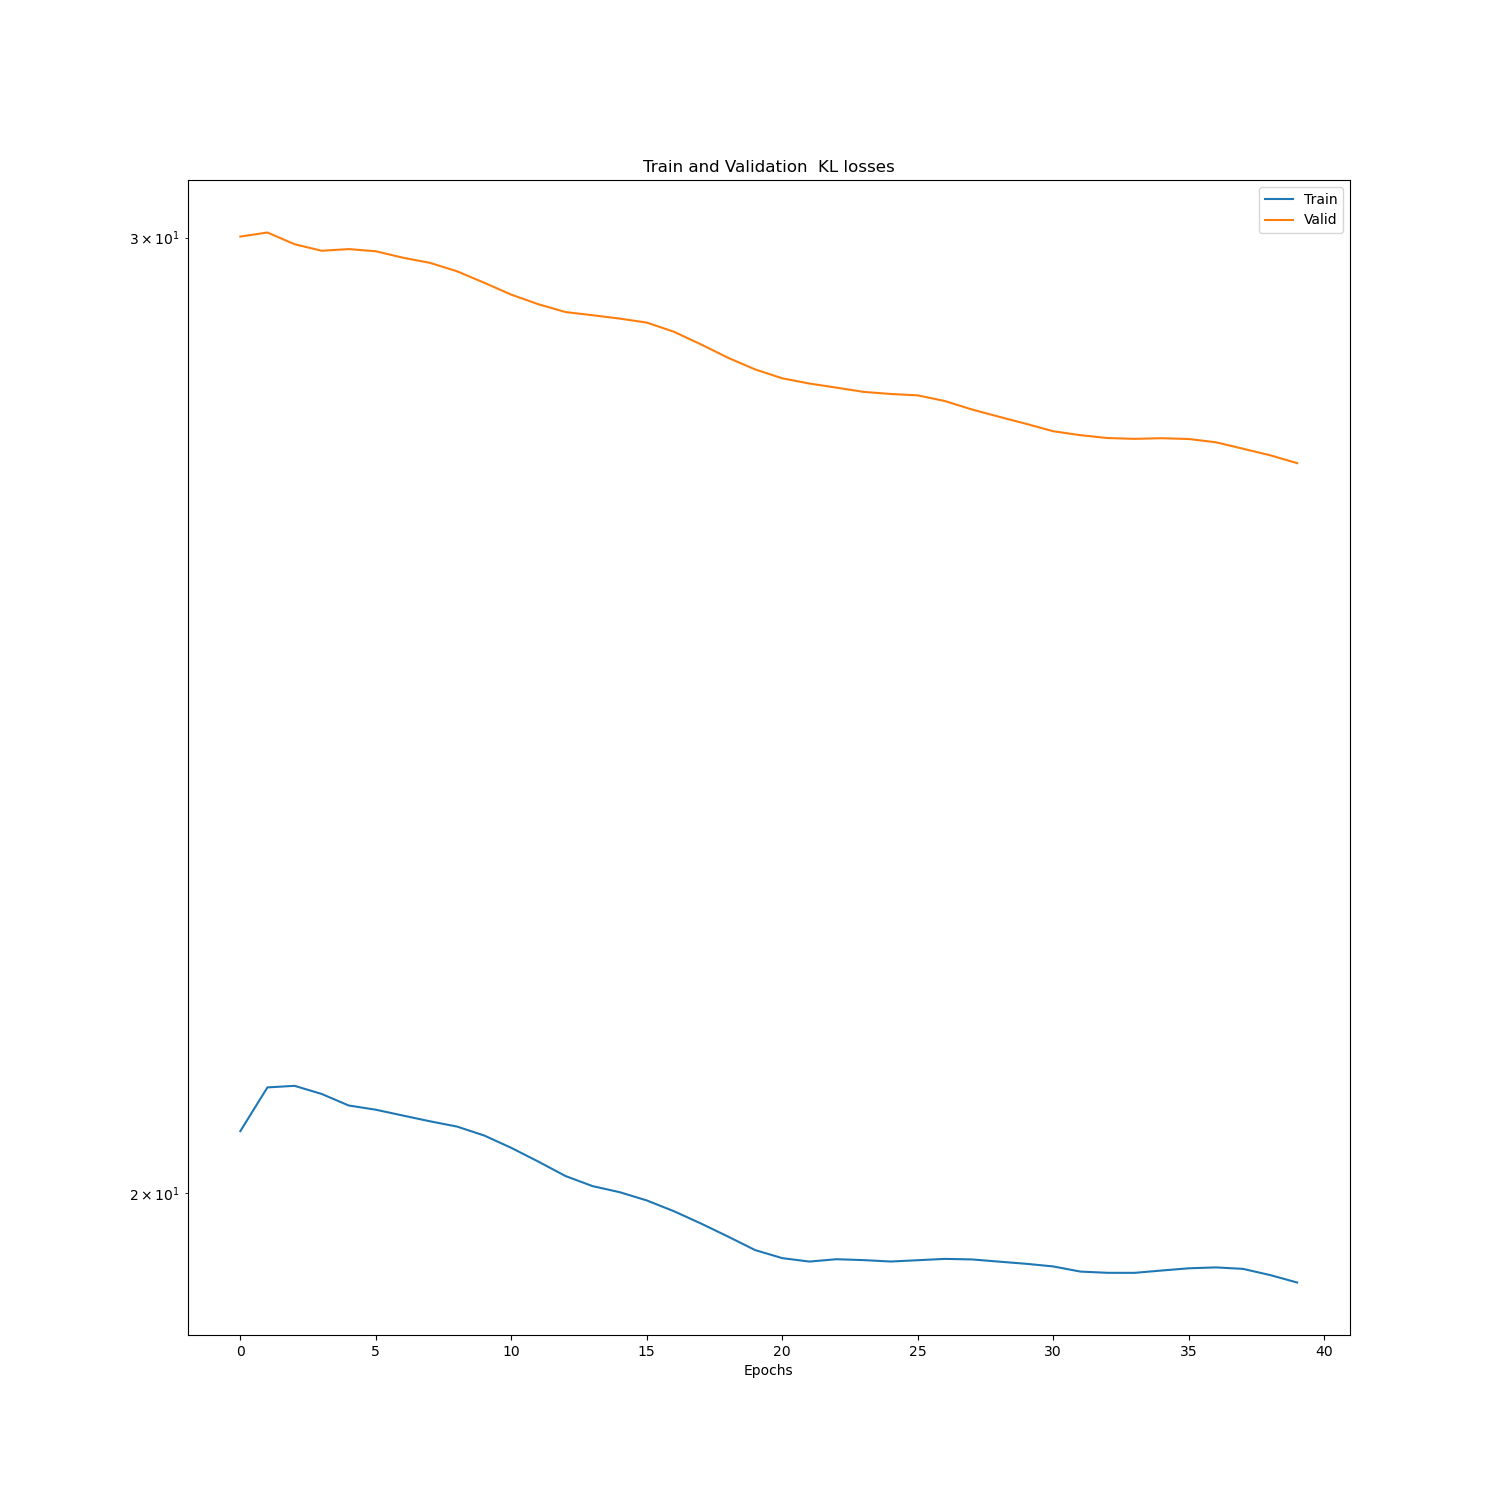 Train and Validation  KL losses
Train
Valid
3 × 10¹
2 × 10¹
0 5 10 15 20 25 30 35 40
Epochs